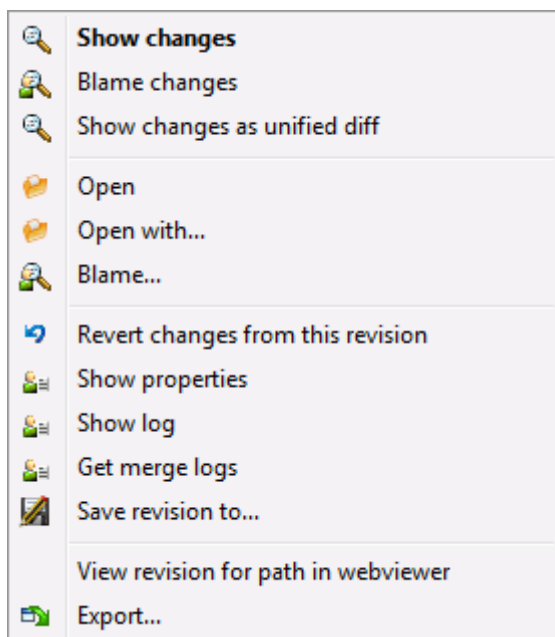 Show changes
Blame changes
Show changes as unified diff
Open
Open with...
Blame...
Revert changes from this revision
Show properties
Show log
Get merge logs
Save revision to...
View revision for path in webviewer
Export...